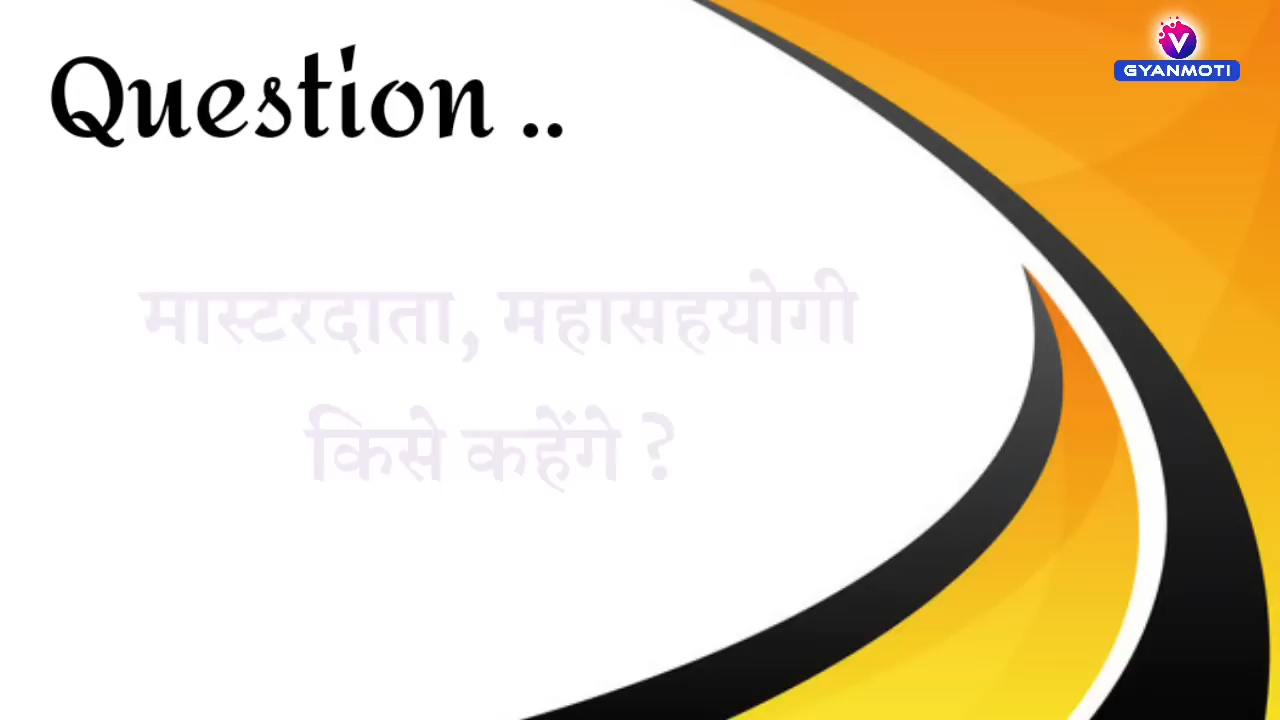 Question ..
V
GYANMOTI
मास्टरदाता, महासहयोगी
किसे कहेंगे ?